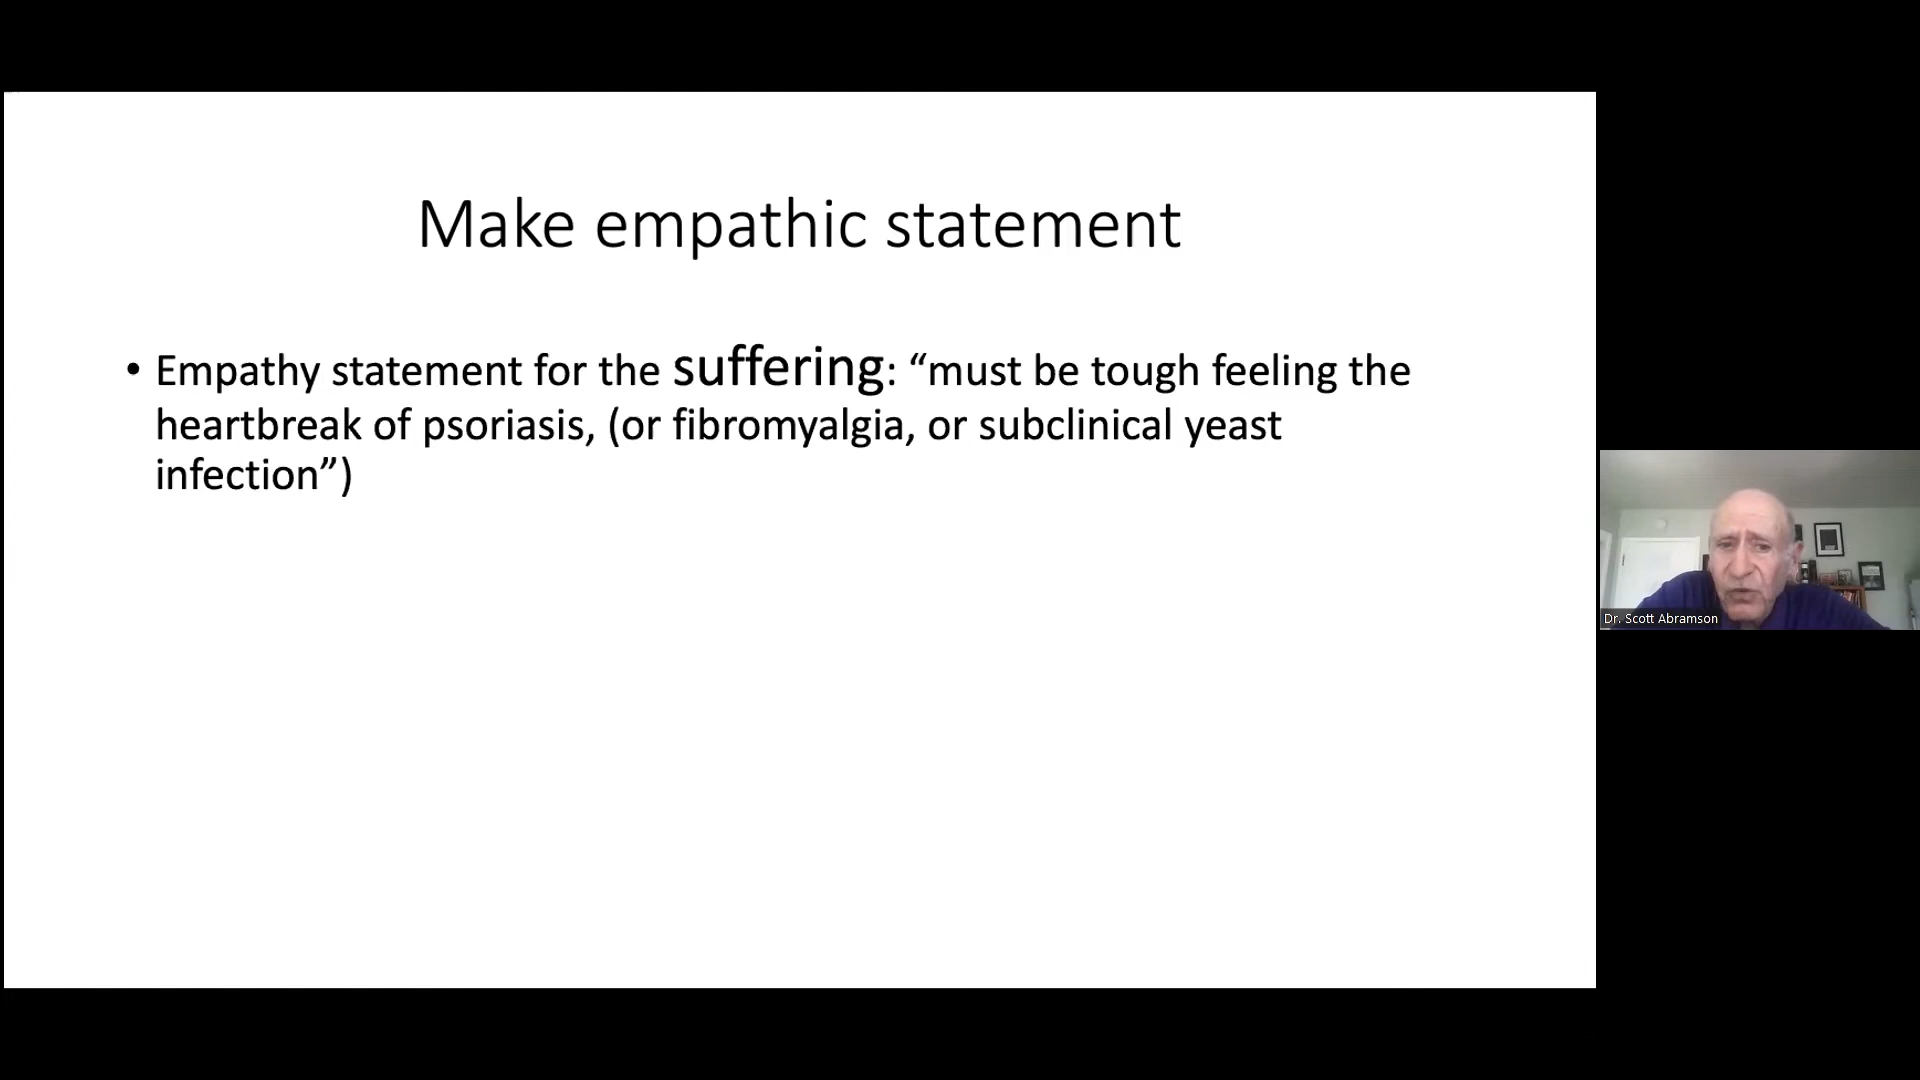 Make empathic statement
• Empathy statement for the suffering: “must be tough feeling the
heartbreak of psoriasis, (or fibromyalgia, or subclinical yeast
infection”)
Dr. Scott Abramson